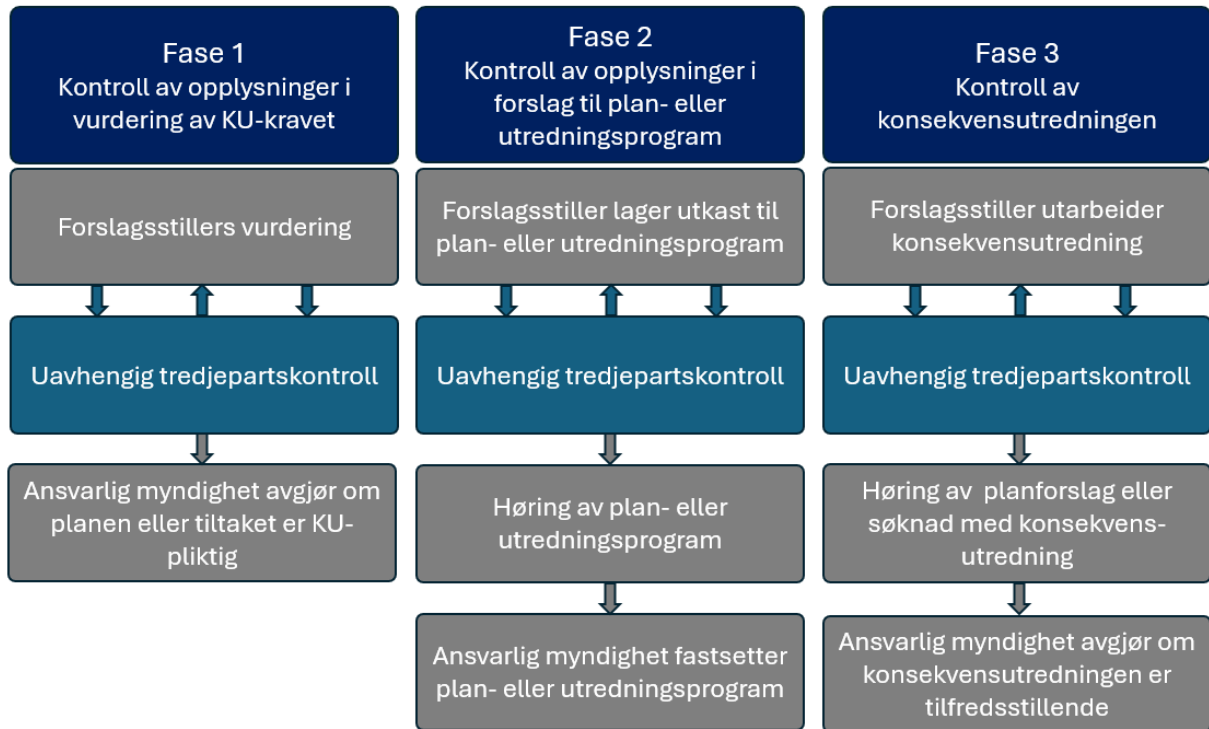 Fase 1
Kontroll av opplysninger i
vurdering av KU-kravet
Forslagsstillers vurdering
Uavhengig tredjepartskontroll
Ansvarlig myndighet avgjør om
planen eller tiltaket er KU-
pliktig
Fase 2
Kontroll av opplysninger i
forslag til plan- eller
utredningsprogram
Forslagsstiller lager utkast til
plan- eller utredningsprogram
Uavhengig tredjepartskontroll
Høring av plan- eller
utredningsprogram
Ansvarlig myndighet fastsetter
plan- eller utredningsprogram
Fase 3
Kontroll av
konsekvensutredningen
Forslagsstiller utarbeider
konsekvensutredning
Uavhengig tredjepartskontroll
Høring av planforslag eller
søknad med konsekvens-
utredning
Ansvarlig myndighet avgjør om
konsekvensutredningen er
tilfredsstillende